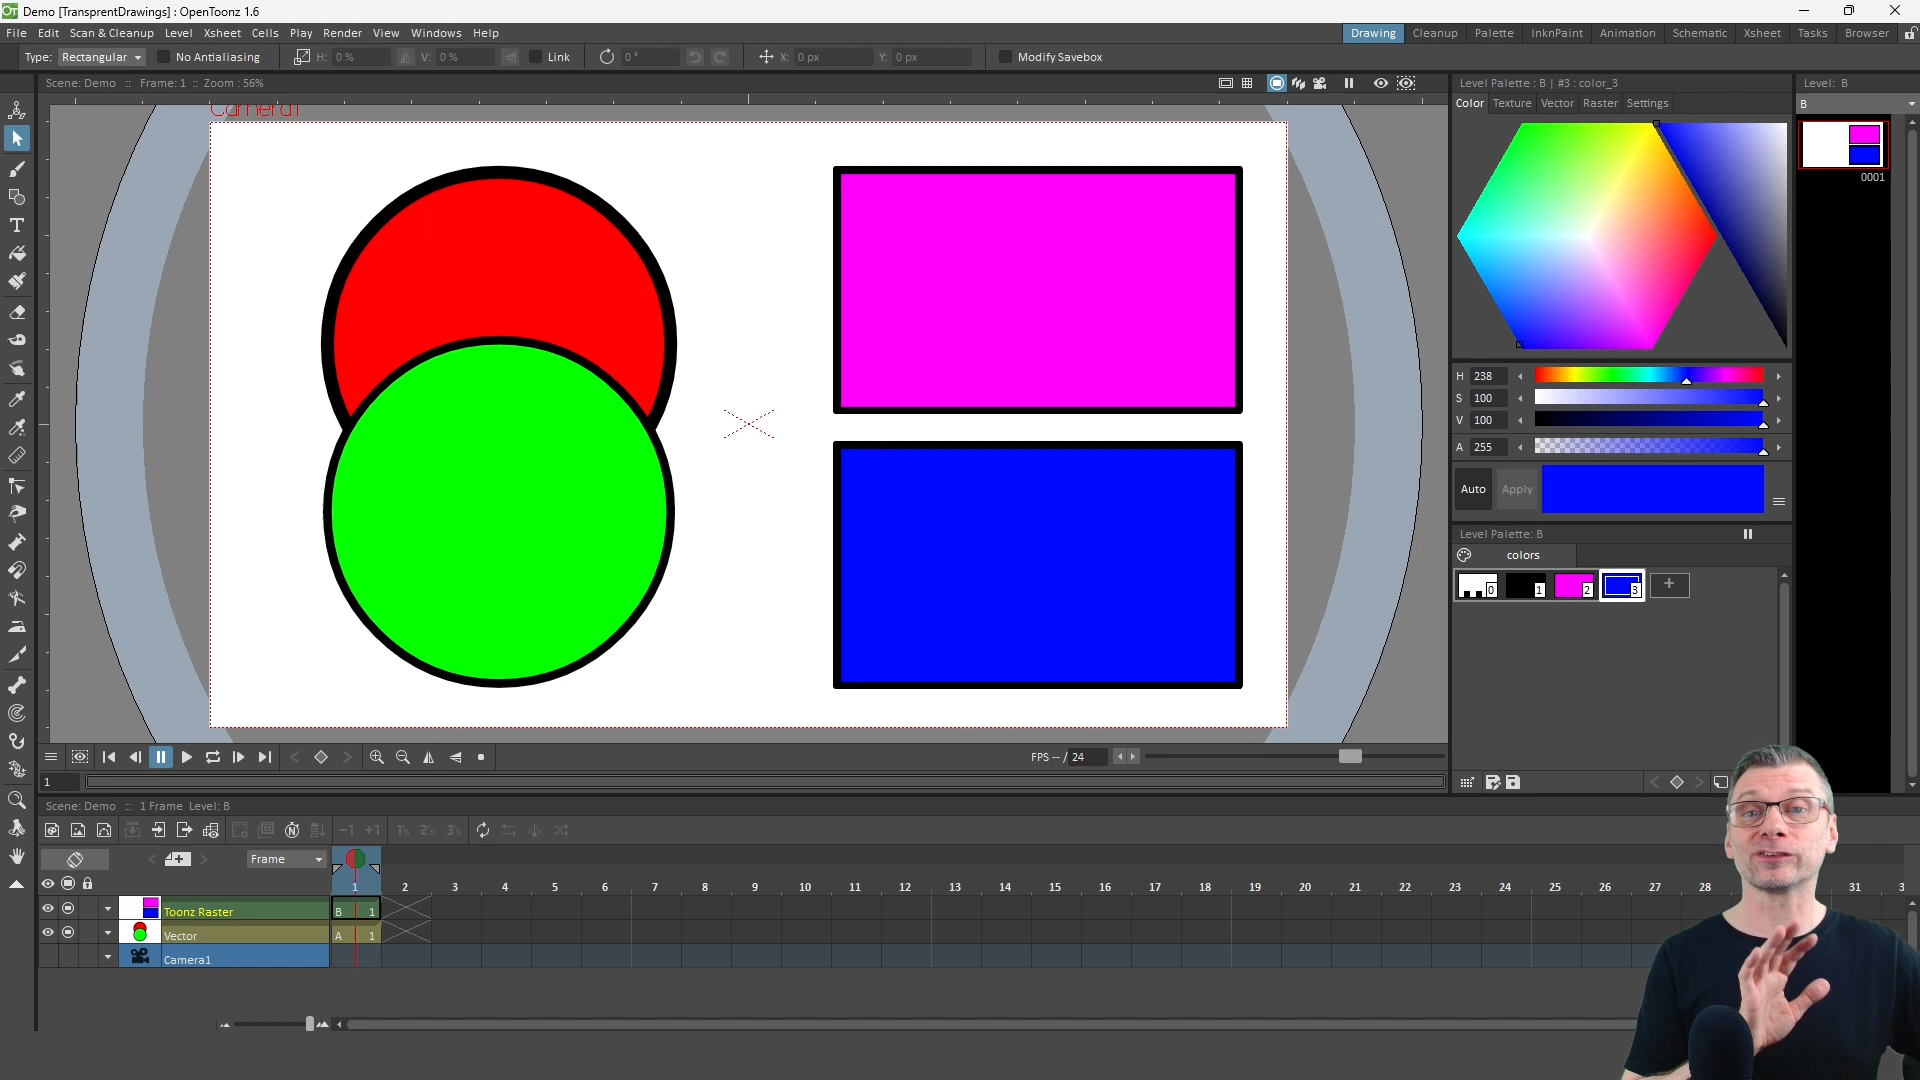 Demo [TransprentDrawings] : OpenToonz 1.6
File Edit Scan & Cleanup Level Xsheet Cells Play Render View Windows Help
Drawing Cleanup Palette InknPaint Animation Schematic Xsheet Tasks Browser
Type: Rectangular No Antialiasing H: 0 % V: 0 % Link 0 ° X: 0 px Y: 0 px Modify Savebox
Scene: Demo :: Frame: 1 :: Zoom : 56%
Level Palette : B | #3 : color_3
Level: B
Color Texture Vector Raster Settings
B
Camera1
0001
H 238
S 100
V 100
A 255
Auto Apply
Level Palette: B
colors
0 1 2 3 +
FPS -- / 24
1
Scene: Demo :: 1 Frame Level: B
-1 +1 1's 2's 3's
Frame
1 2 3 4 5 6 7 8 9 10 11 12 13 14 15 16 17 18 19 20 21 22 23 24 25 26 27 28 31 3
Toonz Raster B 1
Vector A 1
Camera1